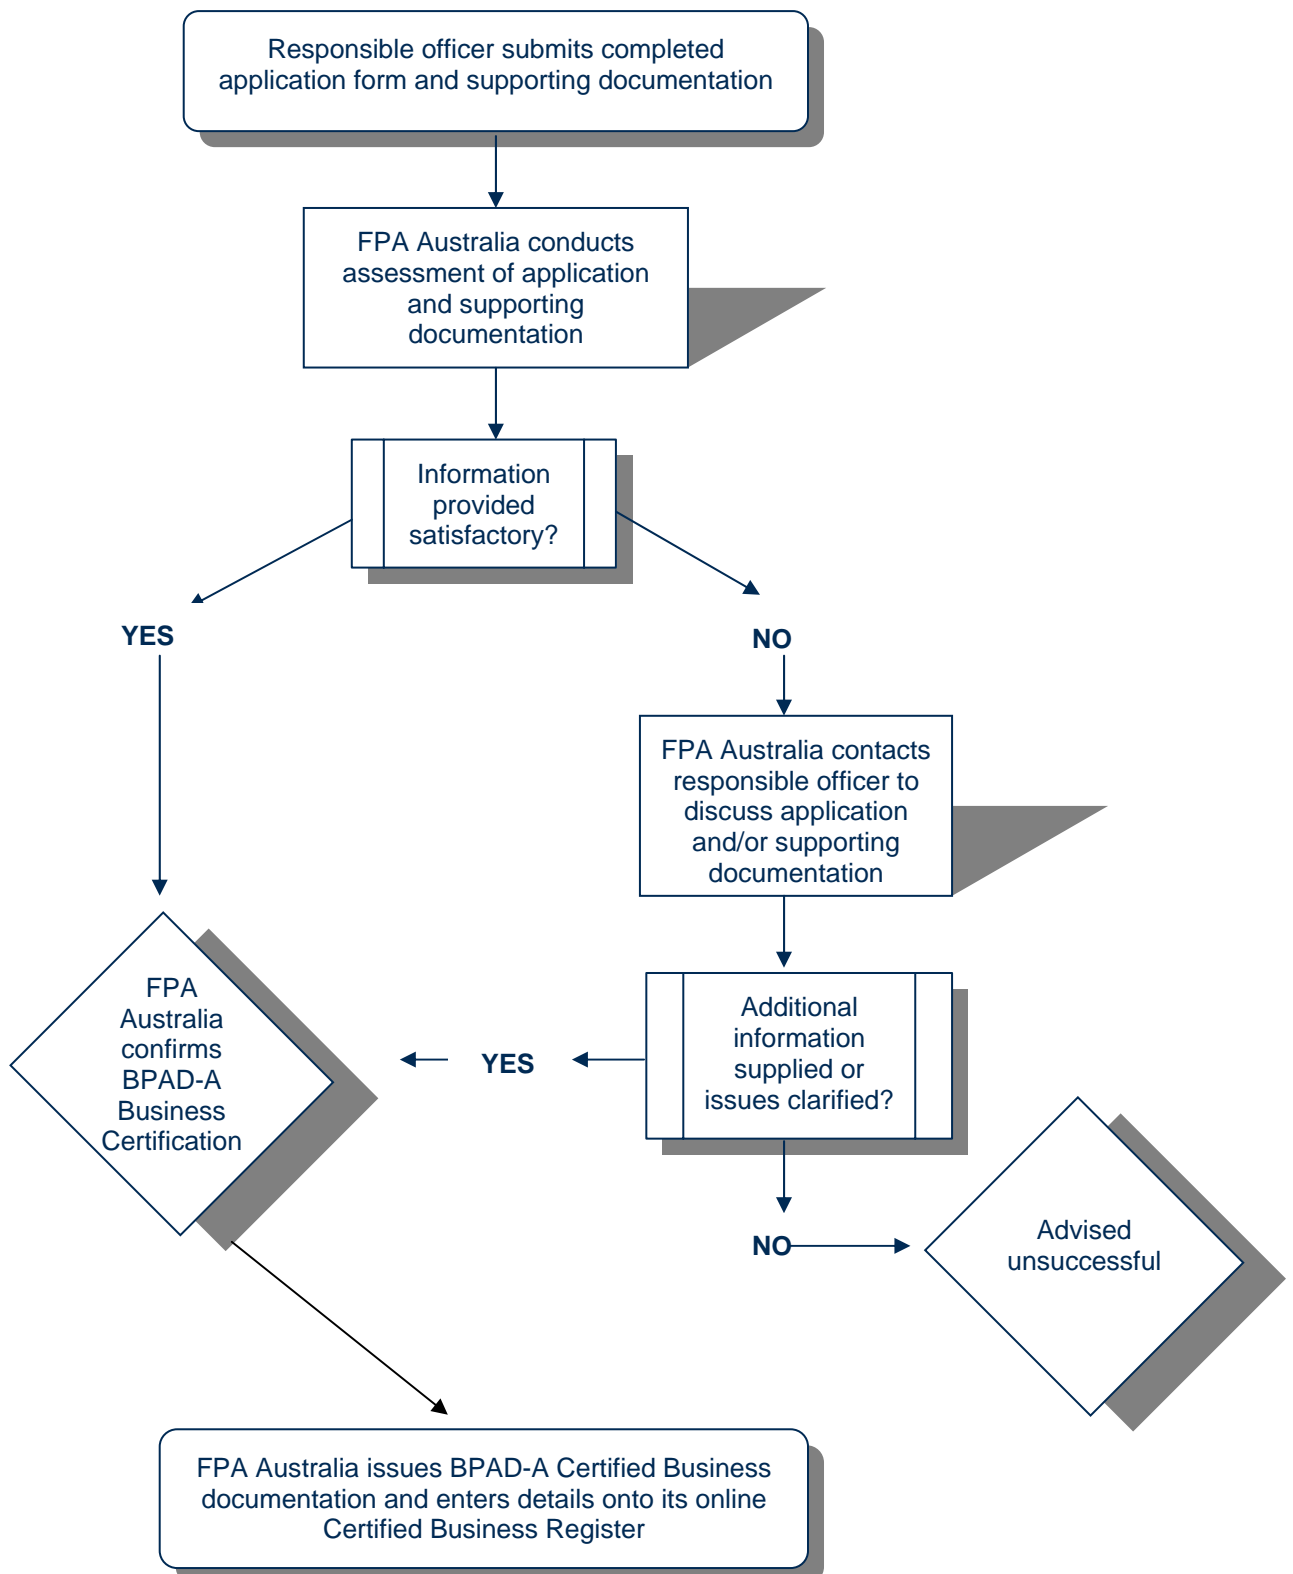 Responsible officer submits completed
application form and supporting documentation
FPA Australia conducts
assessment of application
and supporting
documentation
Information
provided
satisfactory?
YES
NO
FPA Australia contacts
responsible officer to
discuss application
and/or supporting
documentation
FPA
Australia
confirms
BPAD-A
Business
Certification
YES
Additional
information
supplied or
issues clarified?
NO
Advised
unsuccessful
FPA Australia issues BPAD-A Certified Business
documentation and enters details onto its online
Certified Business Register